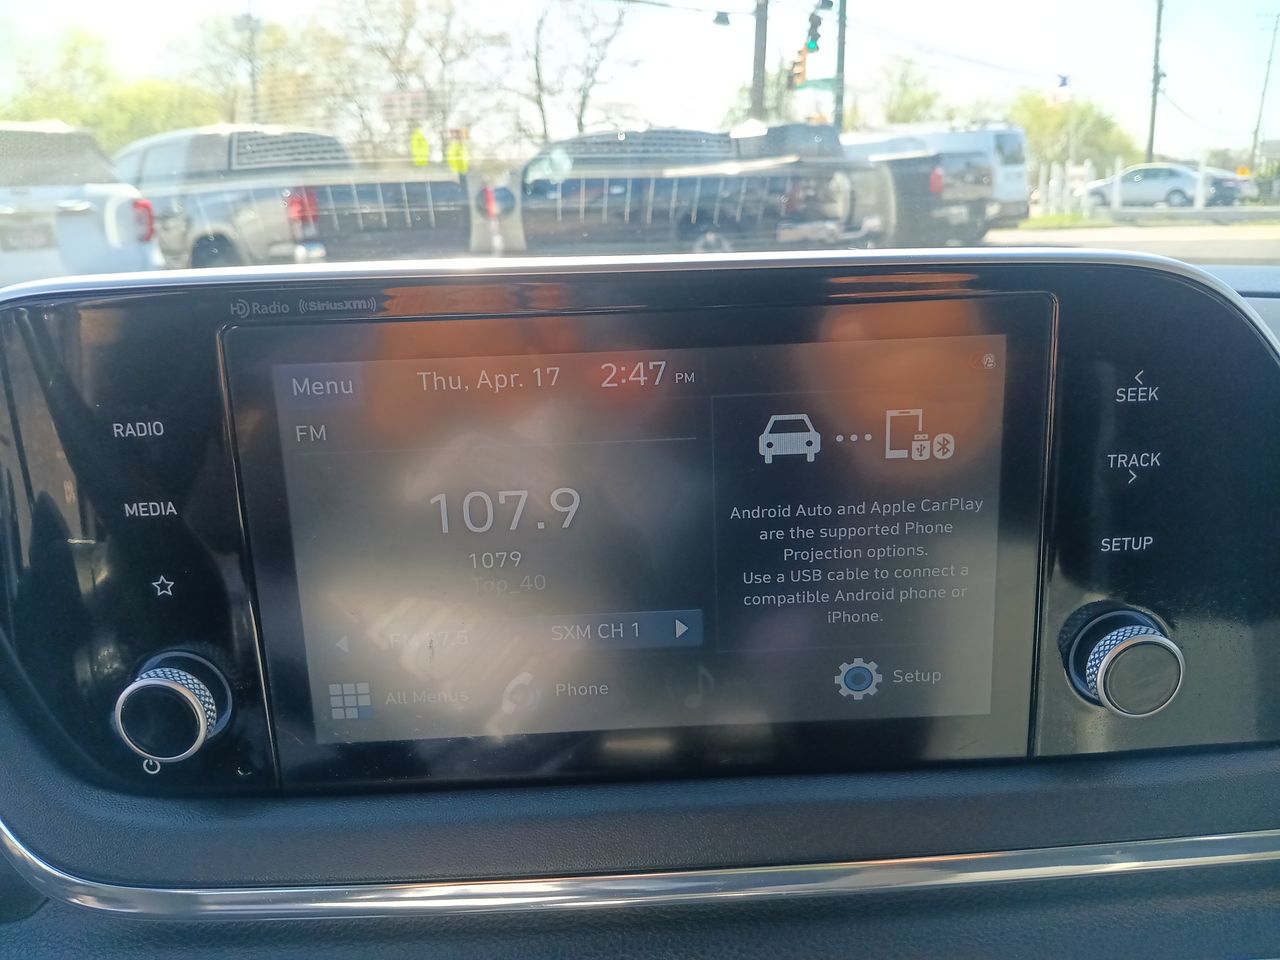 HD Radio ((SiriusXM))
Menu Thu, Apr. 17 2:47 PM
FM
107.9
1079
Top_40
SXM CH 1
All Menus Phone Setup
Android Auto and Apple CarPlay
are the supported Phone
Projection options.
Use a USB cable to connect a
compatible Android phone or
iPhone.
RADIO
MEDIA
SEEK
TRACK
SETUP